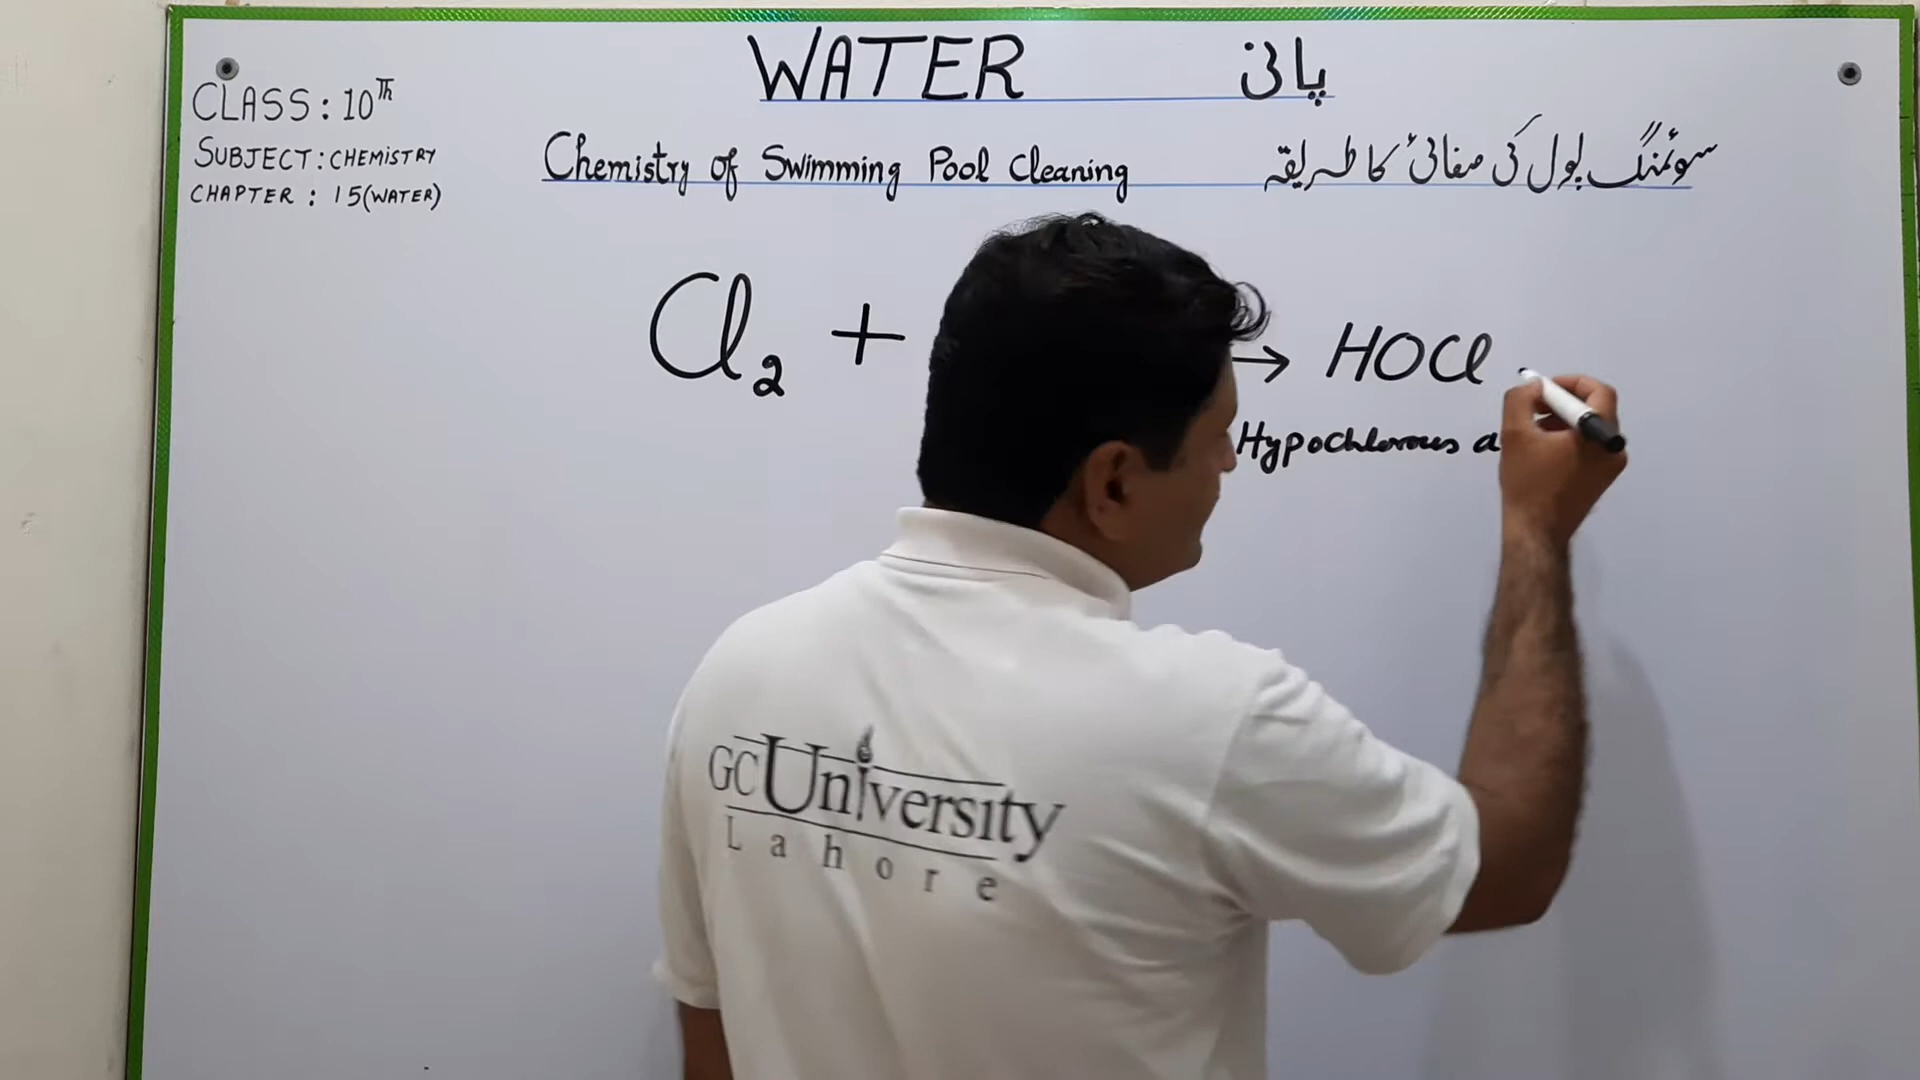 WATER پانی
CLASS: 10Th
SUBJECT: CHEMISTRY
CHAPTER: 15(WATER)
Chemistry of Swimming Pool Cleaning سوئمنگ پول کی صفائی کا طریقہ
Cl2 + → HOCl
Hypochlorous a
GC University
Lahore